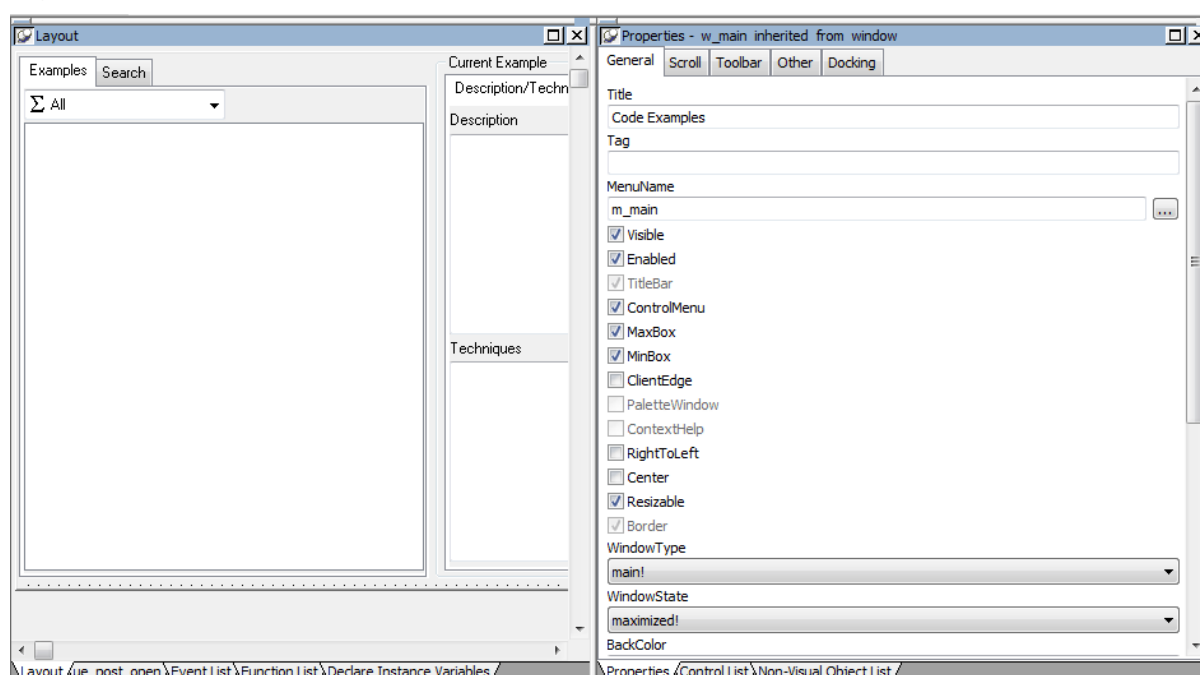 Layout
Examples
Search
Σ All
Current Example
Description/Techn
Description
Techniques
Layout
ue_post_open
Event List
Function List
Declare Instance Variables
Properties - w_main inherited from window
General
Scroll
Toolbar
Other
Docking
Title
Code Examples
Tag
MenuName
m_main
...
Visible
Enabled
TitleBar
ControlMenu
MaxBox
MinBox
ClientEdge
PaletteWindow
ContextHelp
RightToLeft
Center
Resizable
Border
WindowType
main!
WindowState
maximized!
BackColor
Properties
Control List
Non-Visual Object List